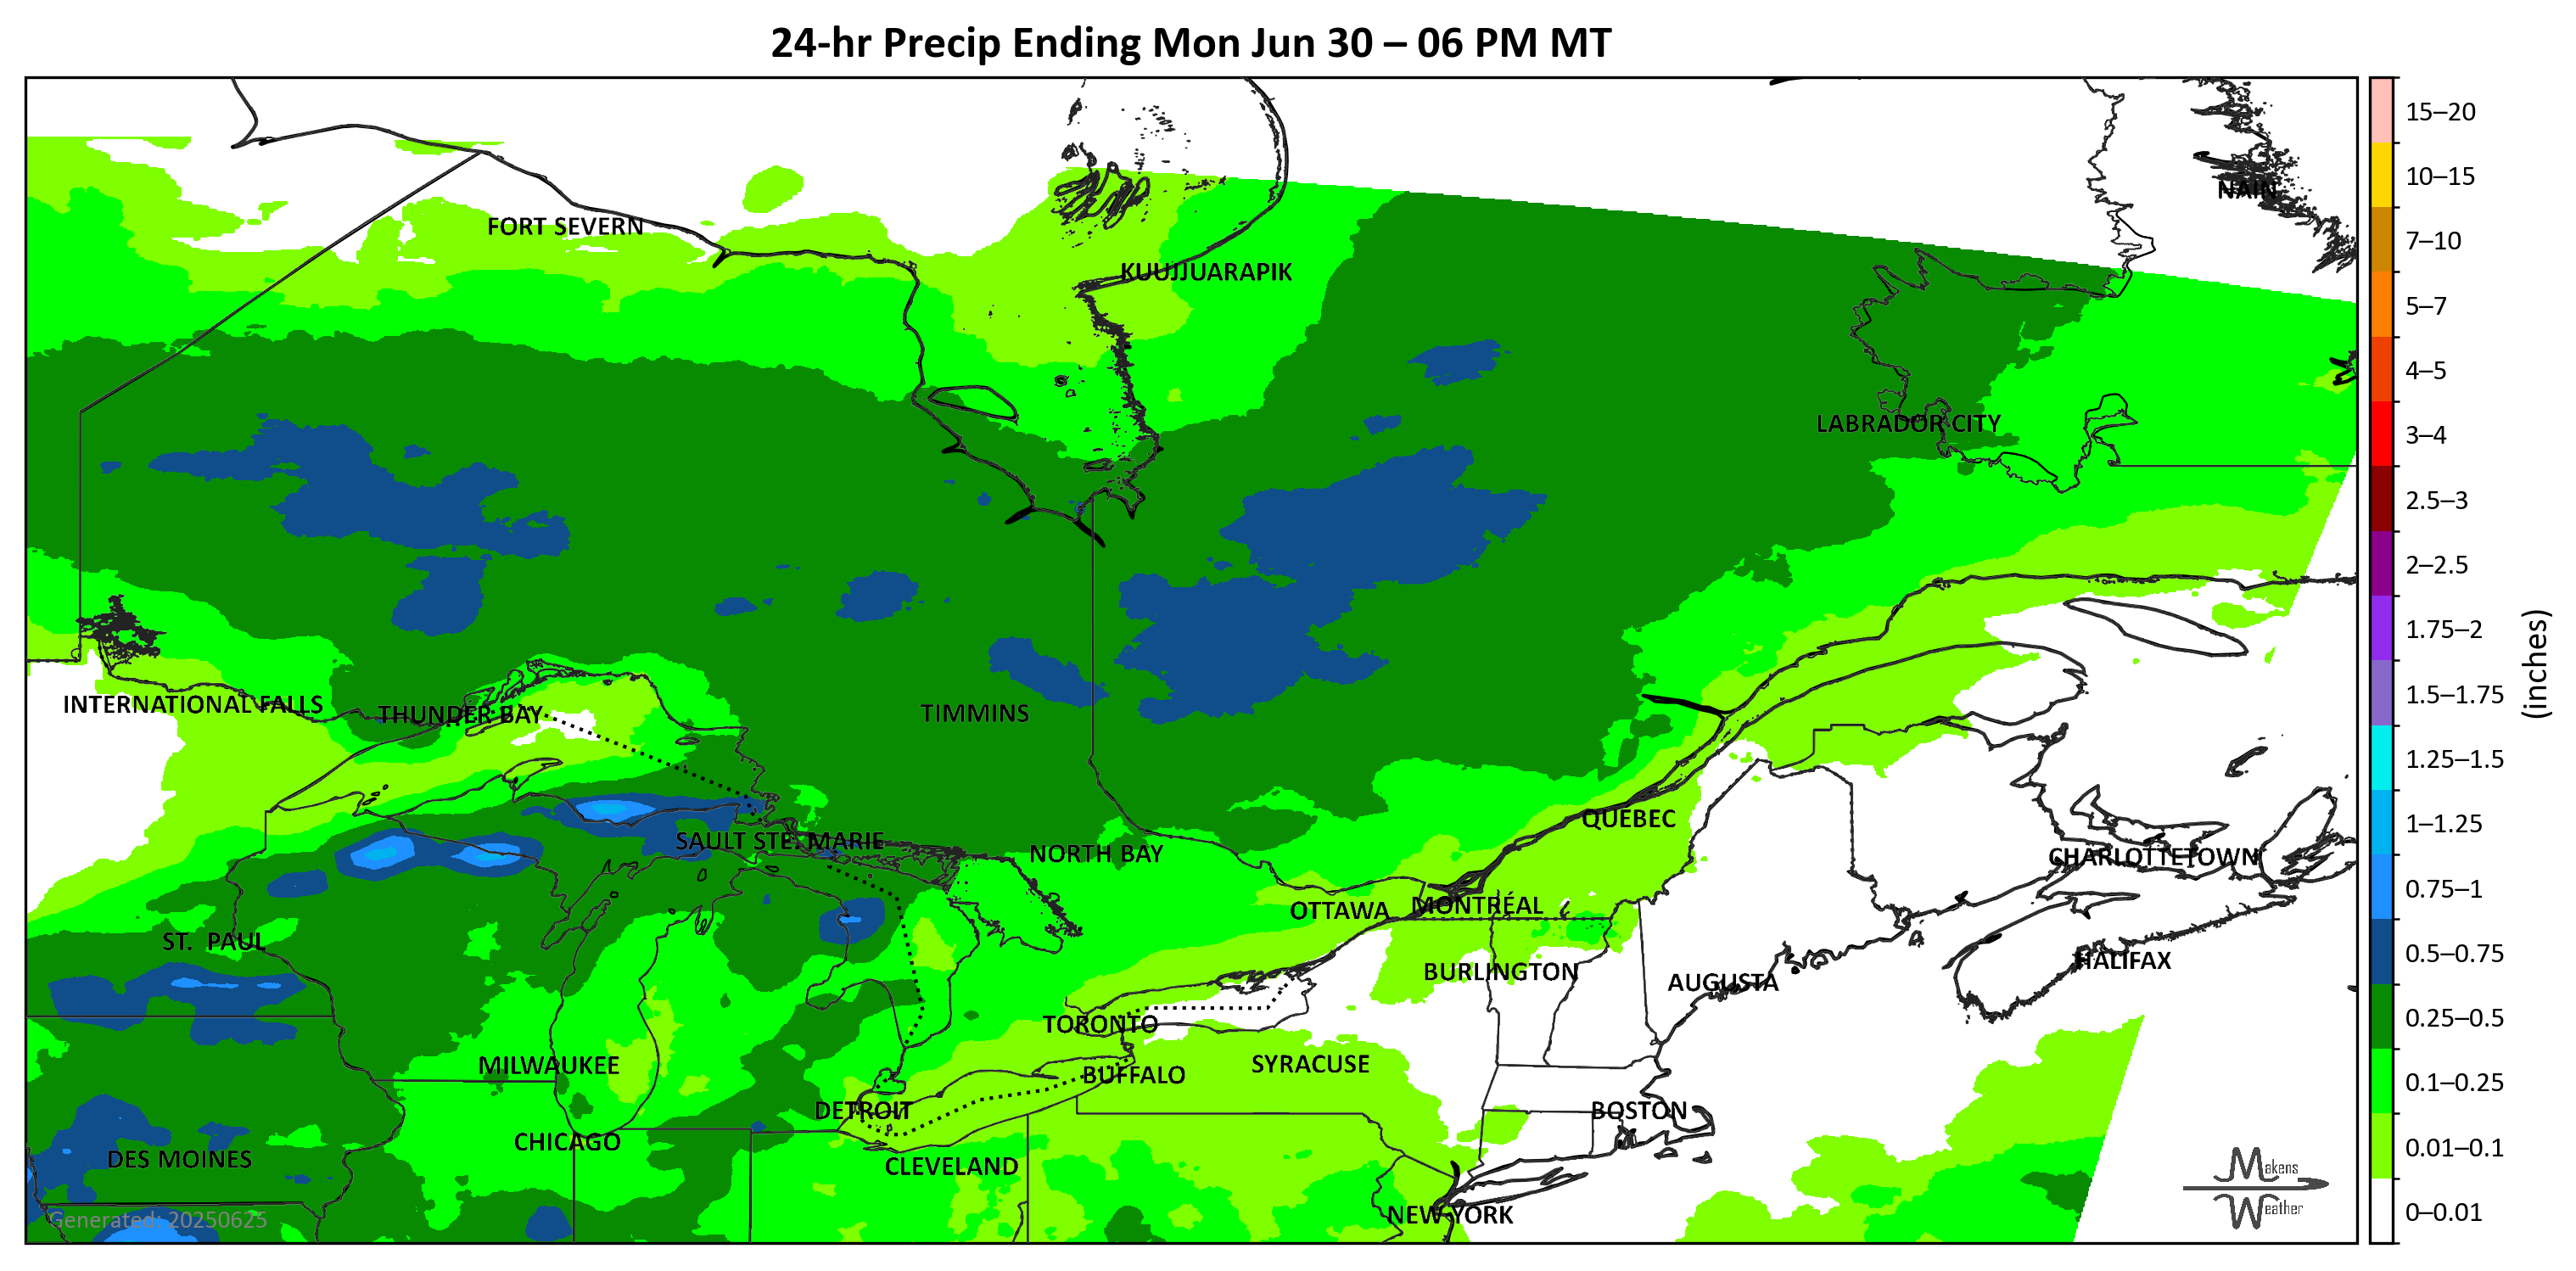 24-hr Precip Ending Mon Jun 30 – 06 PM MT
15–20
NAIN
10–15
FORT SEVERN
7–10
KUUJJUARAPIK
5–7
4–5
LABRADOR CITY
3–4
2.5–3
2–2.5
1.75–2
(inches)
INTERNATIONAL FALLS
THUNDER BAY
TIMMINS
1.5–1.75
1.25–1.5
QUEBEC
1–1.25
SAULT STE. MARIE
NORTH BAY
CHARLOTTETOWN
0.75–1
OTTAWA
MONTRÉAL
ST. PAUL
0.5–0.75
BURLINGTON
AUGUSTA
HALIFAX
TORONTO
0.25–0.5
MILWAUKEE
SYRACUSE
BUFFALO
0.1–0.25
DETROIT
BOSTON
CHICAGO
0.01–0.1
DES MOINES
CLEVELAND
Makens
Weather
NEW YORK
0–0.01
Generated: 20250625